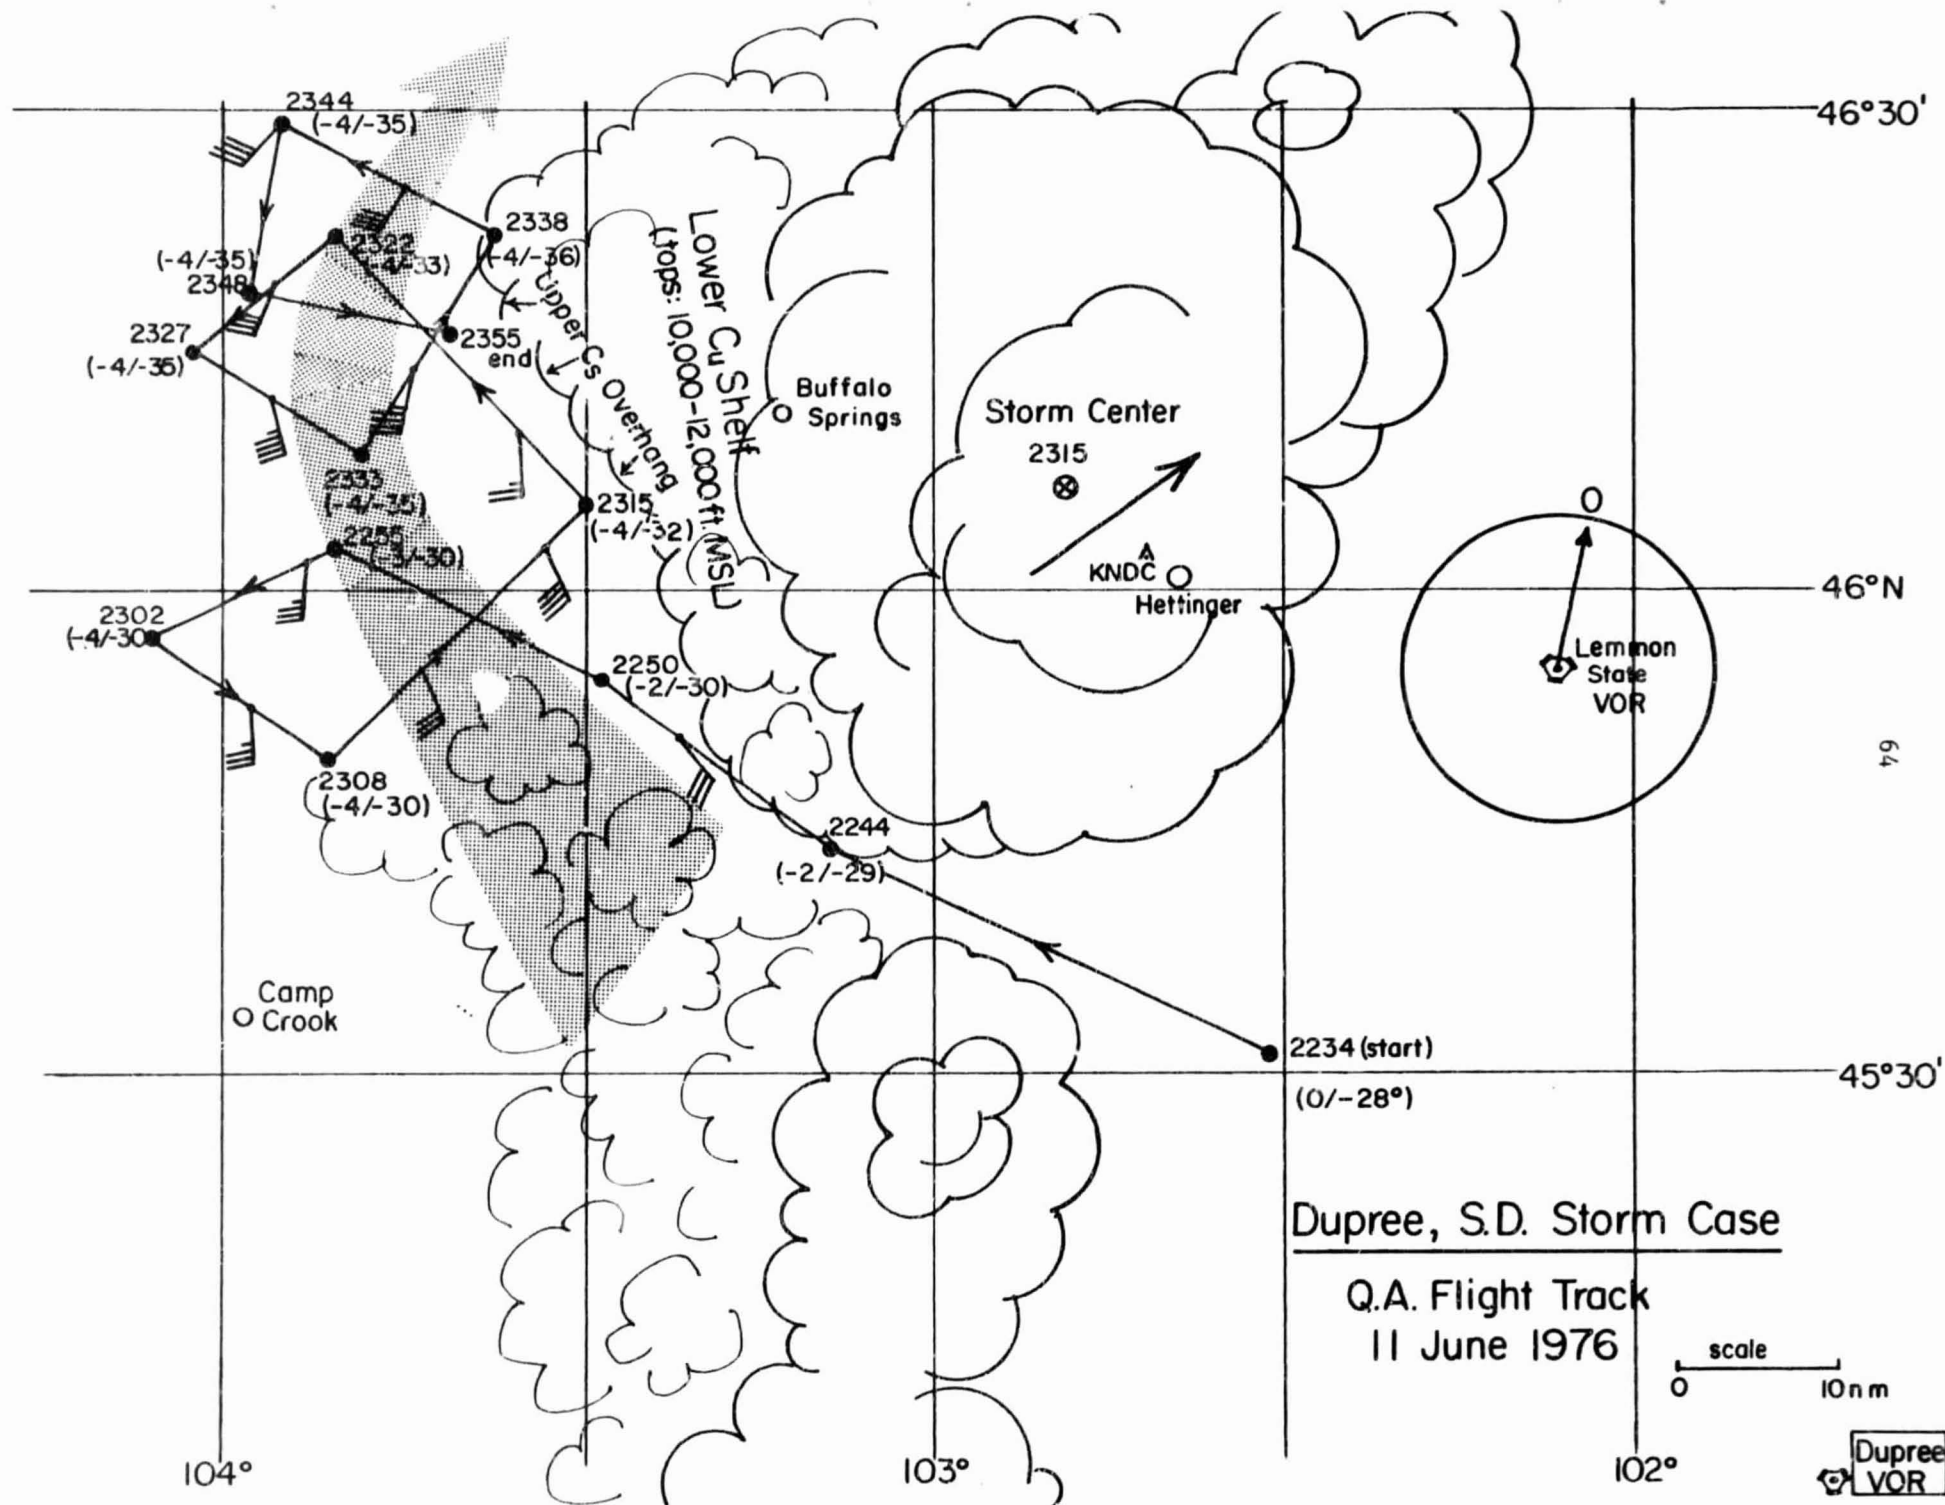 46°30'
2344
(-4/-35)
2338
(-4/-36)
2322
(-4/-33)
(-4/-35)
2348
2327
(-4/-35)
2355
end
Upper Cs Overhang
Lower Cu Shelf
(tops: 10,000-12,000 ft. MSL)
Buffalo
Springs
Storm Center
2315
2333
(-4/-35)
2315
(-4/-32)
2255
(-3/-30)
O
KNDC
Hettinger
46°N
2302
(-4/-30)
Lemmon
State
VOR
2250
(-2/-30)
2308
(-4/-30)
64
2244
(-2/-29)
Camp
Crook
2234 (start)
(0/-28°)
45°30'
Dupree, S.D. Storm Case
Q.A. Flight Track
11 June 1976
scale
0 10nm
104°
103°
102°
Dupree
VOR